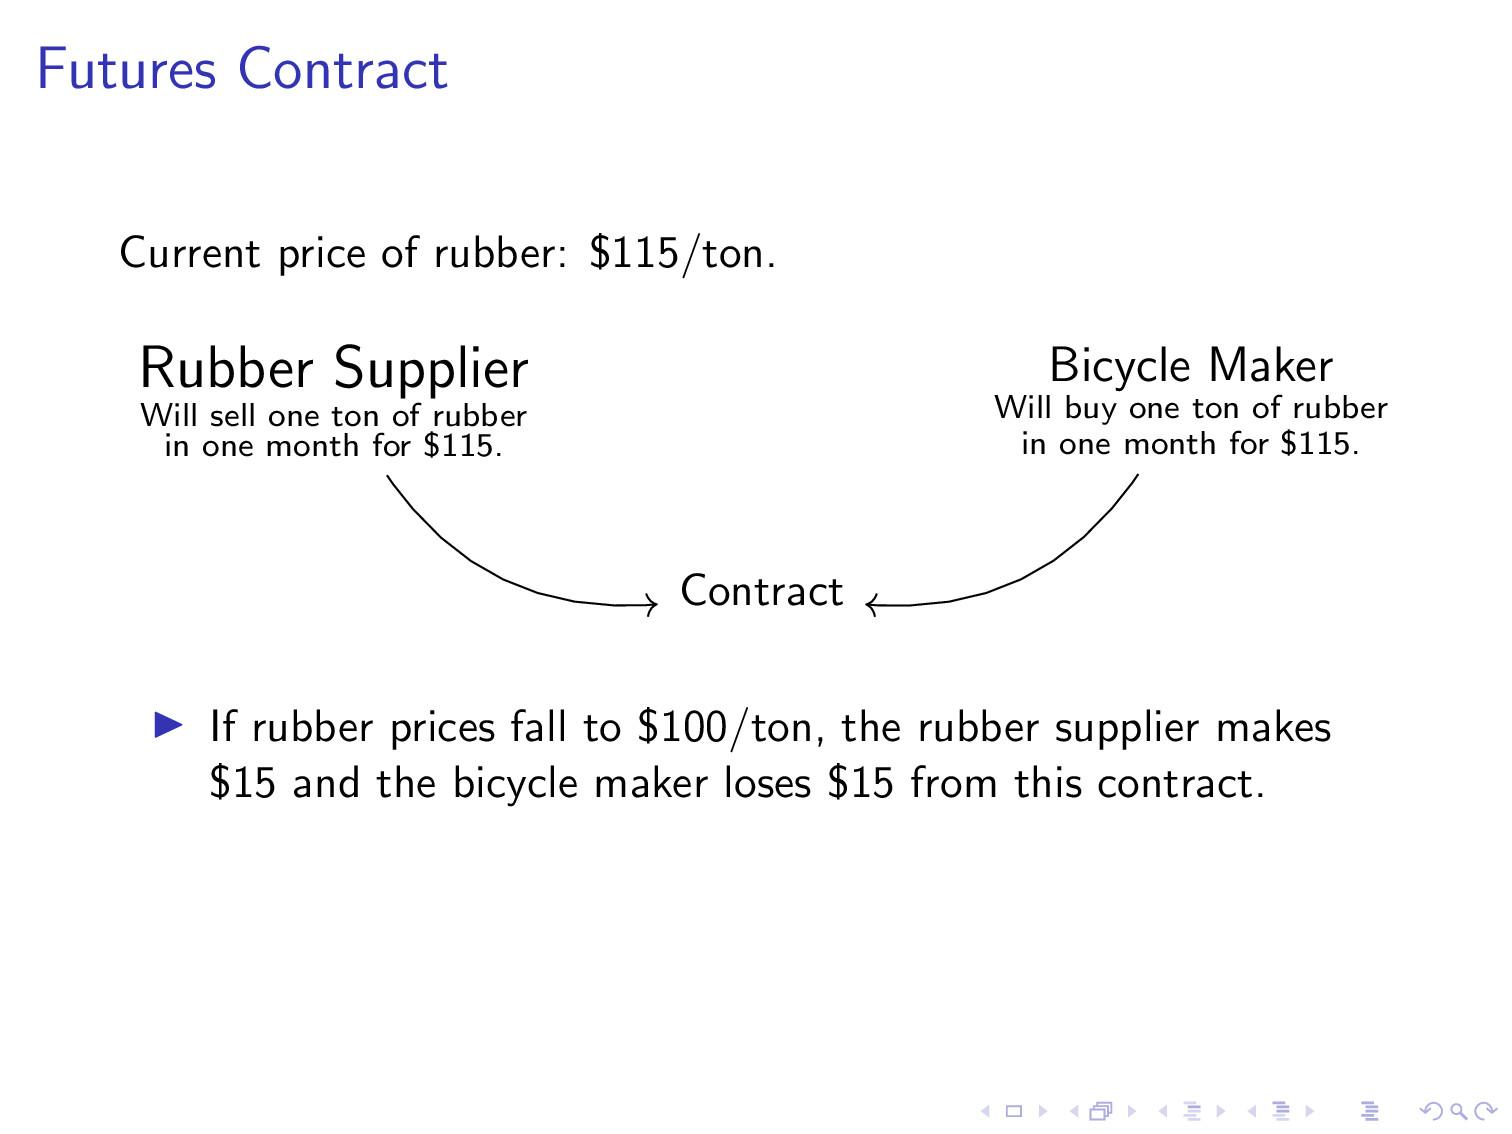 Futures Contract
Current price of rubber: $115/ton.
Rubber Supplier
Will sell one ton of rubber
in one month for $115.
Bicycle Maker
Will buy one ton of rubber
in one month for $115.
Contract
If rubber prices fall to $100/ton, the rubber supplier makes
$15 and the bicycle maker loses $15 from this contract.